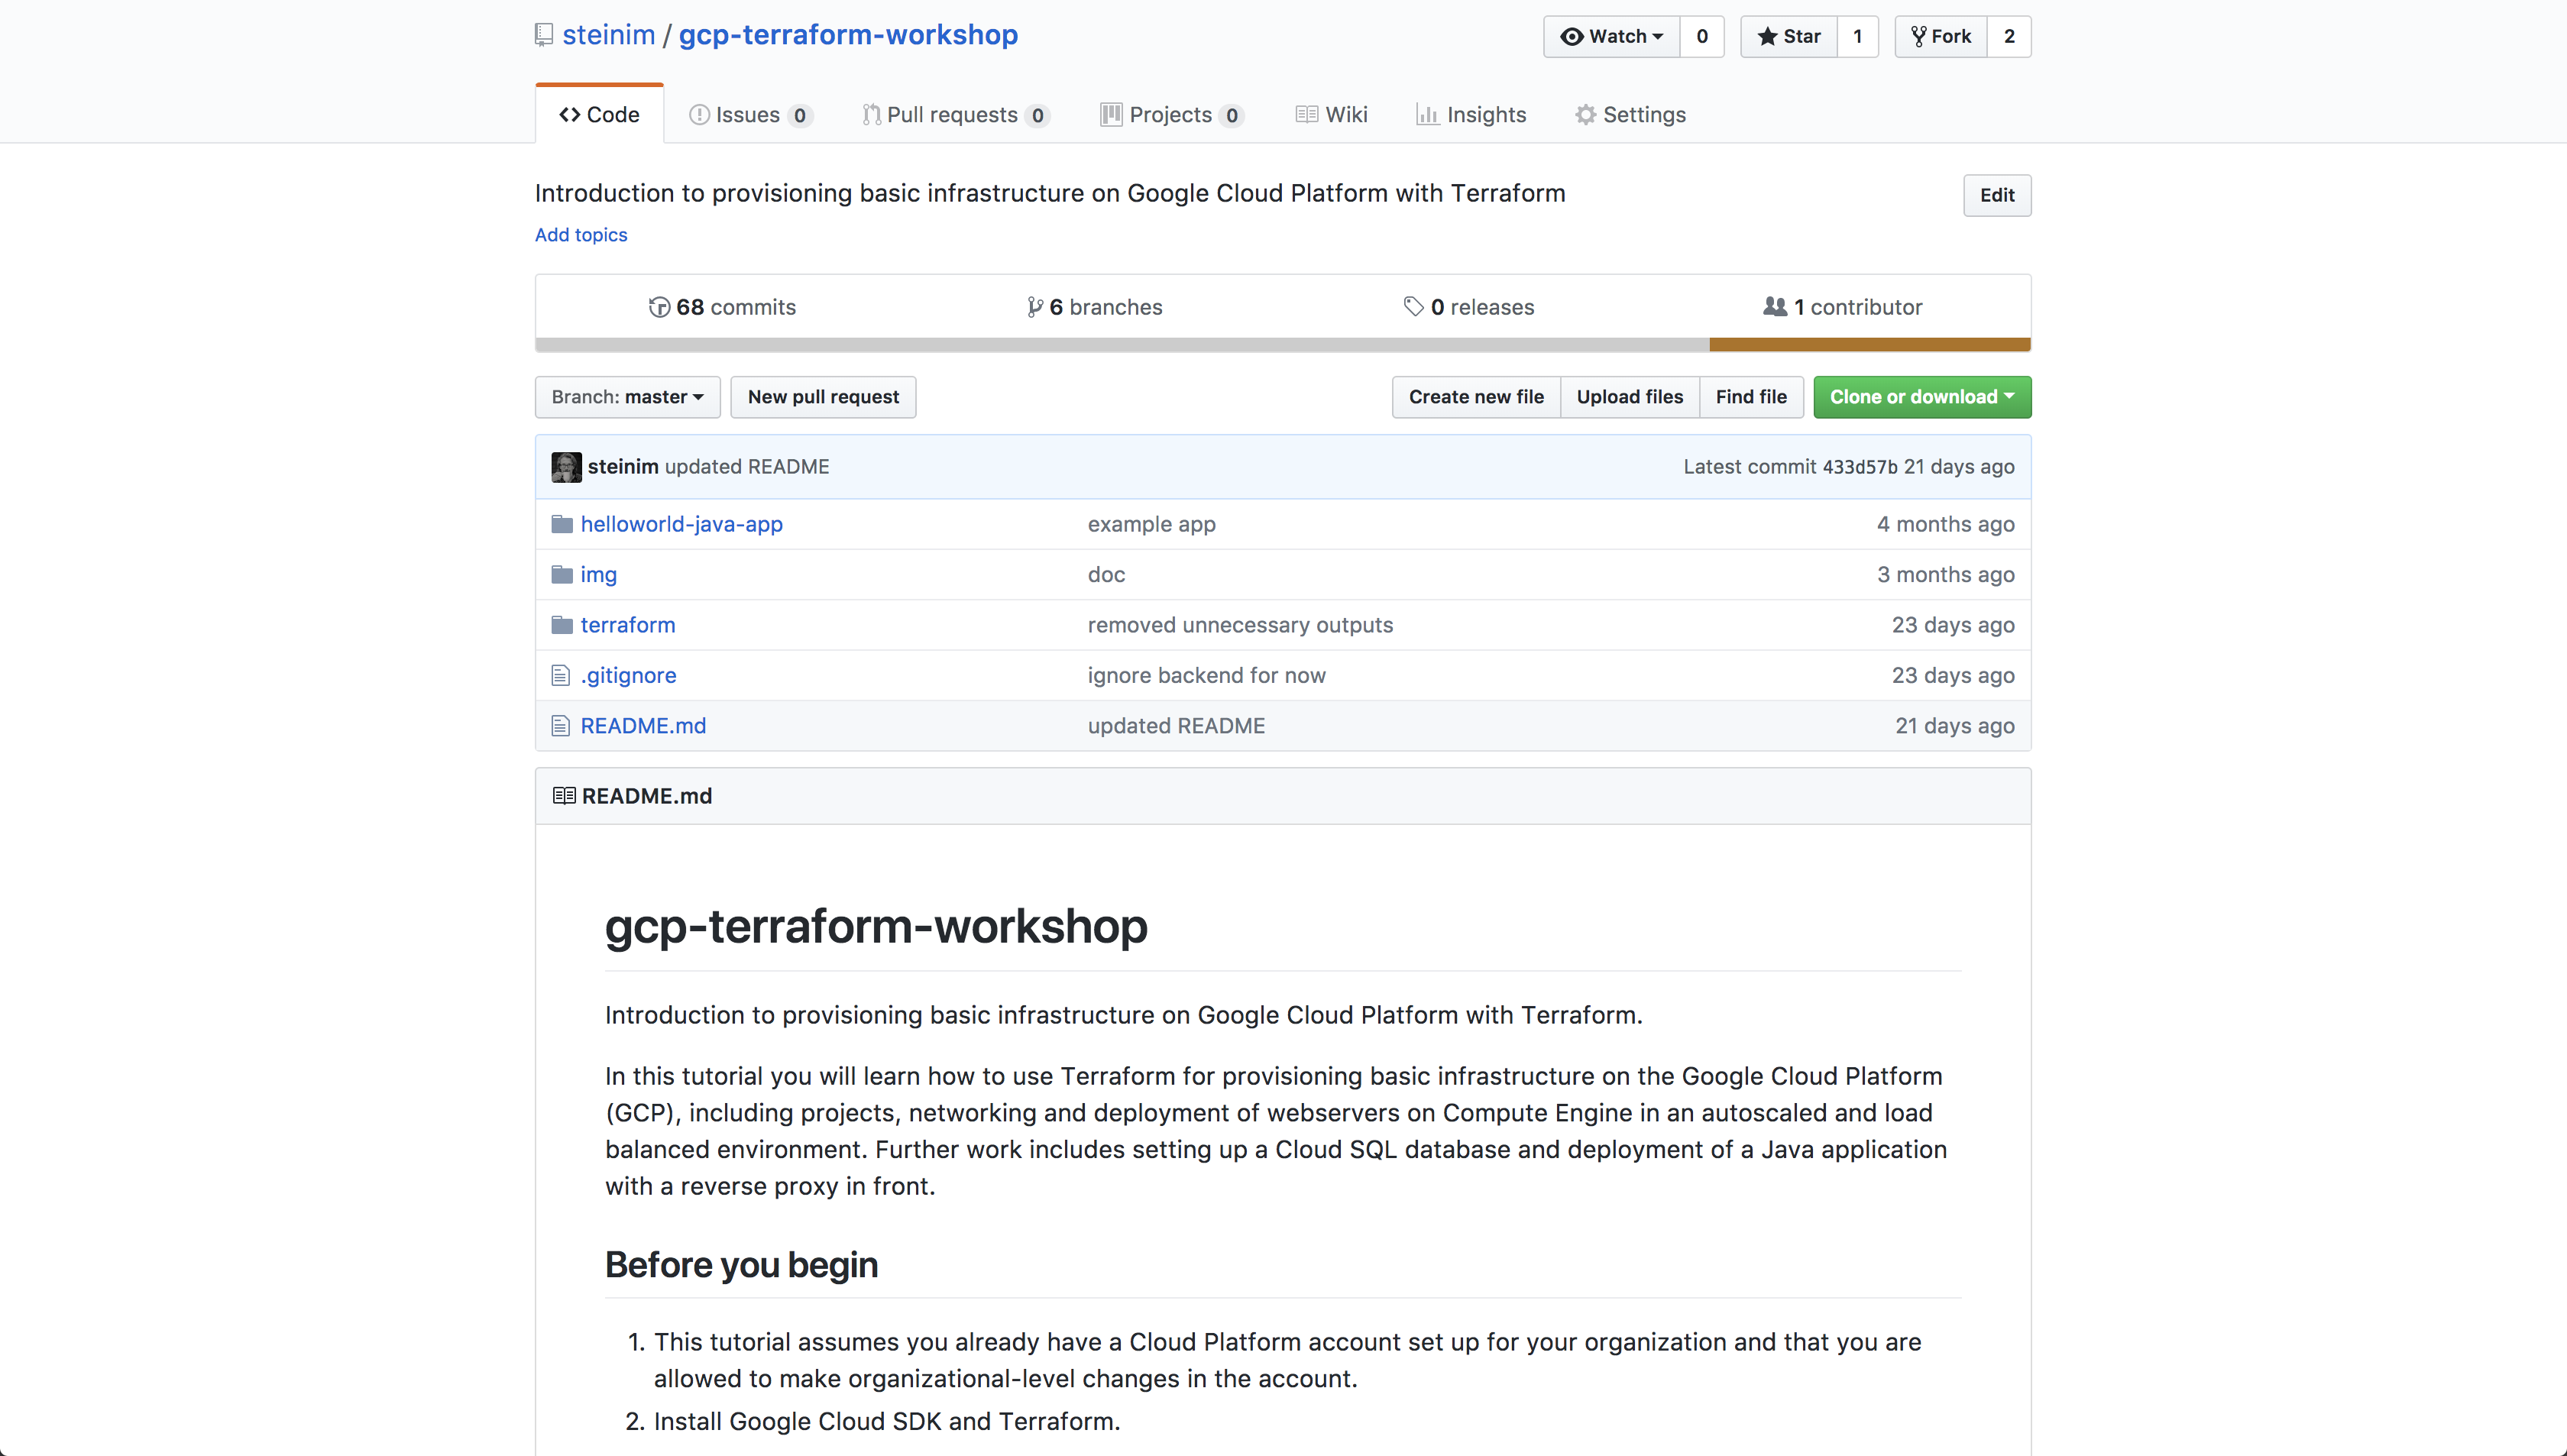 steinim / gcp-terraform-workshop
Watch 0 Star 1 Fork 2
Code Issues 0 Pull requests 0 Projects 0 Wiki Insights Settings
Introduction to provisioning basic infrastructure on Google Cloud Platform with Terraform
Edit
Add topics
68 commits 6 branches 0 releases 1 contributor
Branch: master New pull request Create new file Upload files Find file Clone or download
steinim updated README Latest commit 433d57b 21 days ago
helloworld-java-app example app 4 months ago
img doc 3 months ago
terraform removed unnecessary outputs 23 days ago
.gitignore ignore backend for now 23 days ago
README.md updated README 21 days ago
README.md
gcp-terraform-workshop
Introduction to provisioning basic infrastructure on Google Cloud Platform with Terraform.
In this tutorial you will learn how to use Terraform for provisioning basic infrastructure on the Google Cloud Platform
(GCP), including projects, networking and deployment of webservers on Compute Engine in an autoscaled and load
balanced environment. Further work includes setting up a Cloud SQL database and deployment of a Java application
with a reverse proxy in front.
Before you begin
1. This tutorial assumes you already have a Cloud Platform account set up for your organization and that you are
allowed to make organizational-level changes in the account.
2. Install Google Cloud SDK and Terraform.